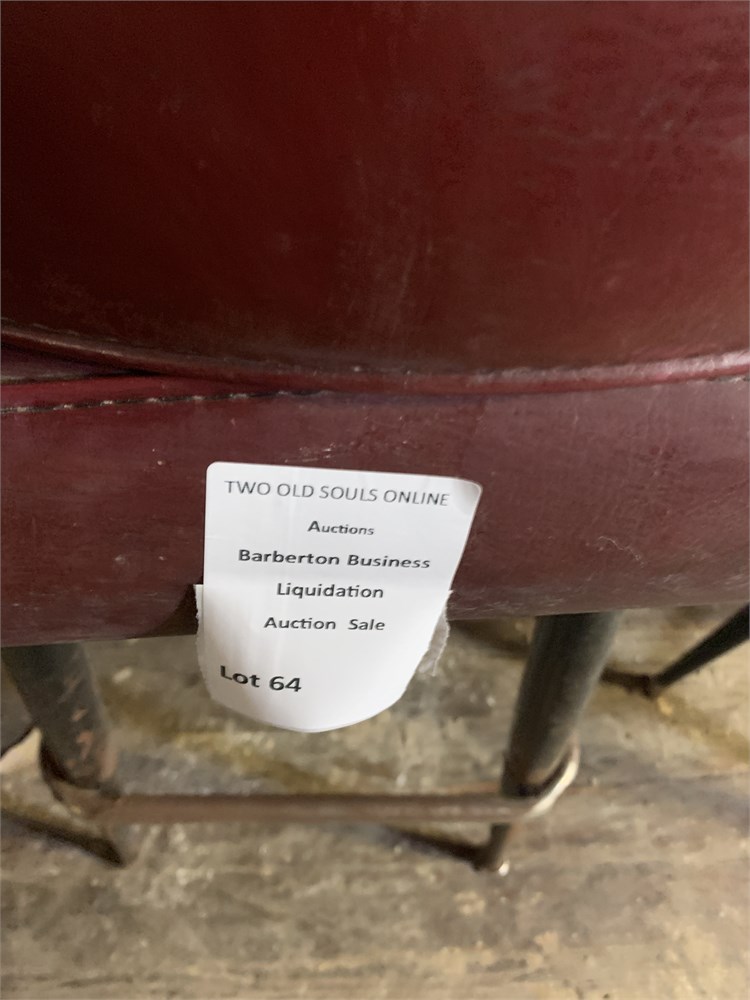 TWO OLD SOULS ONLINE
Auctions
Barberton Business
Liquidation
Auction Sale
Lot 64